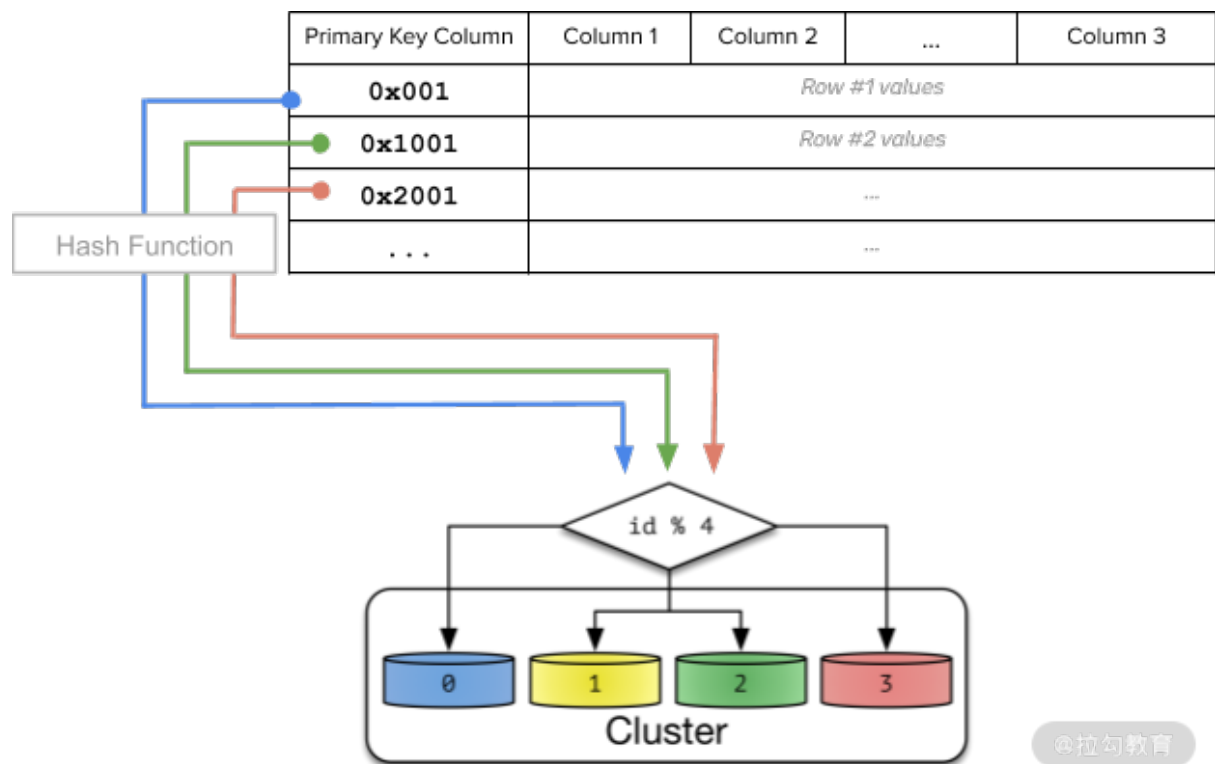 Primary Key Column Column 1 Column 2 ... Column 3
0x001 Row #1 values
0x1001 Row #2 values
0x2001 ...
... ...
Hash Function
id % 4
0 1 2 3
Cluster
@拉勾教育